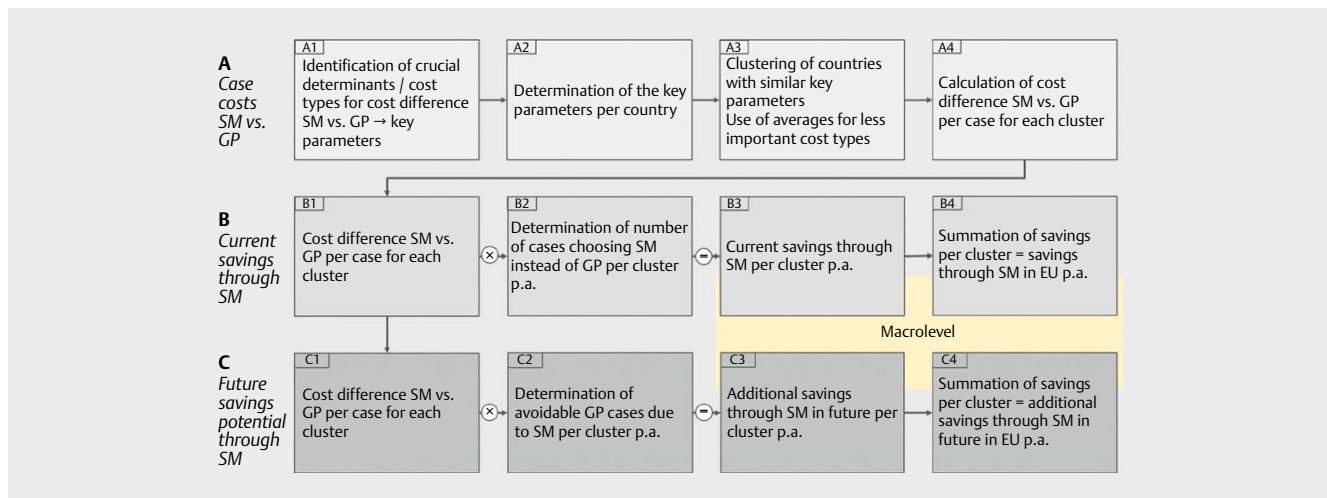 A
Case
costs
SM vs.
GP
A1
Identification of crucial
determinants / cost
types for cost difference
SM vs. GP → key
parameters
A2
Determination of the key
parameters per country
A3
Clustering of countries
with similar key
parameters
Use of averages for less
important cost types
A4
Calculation of cost
difference SM vs. GP
per case for each cluster
B
Current
savings
through
SM
B1
Cost difference SM vs.
GP per case for each
cluster
×
B2
Determination of number
of cases choosing SM
instead of GP per cluster
p.a.
=
B3
Current savings through
SM per cluster p.a.
B4
Summation of savings
per cluster = savings
through SM in EU p.a.
Macrolevel
C
Future
savings
potential
through
SM
C1
Cost difference SM vs.
GP per case for each
cluster
×
C2
Determination of
avoidable GP cases due
to SM per cluster p.a.
=
C3
Additional savings
through SM in future per
cluster p.a.
C4
Summation of savings
per cluster = additional
savings through SM in
future in EU p.a.